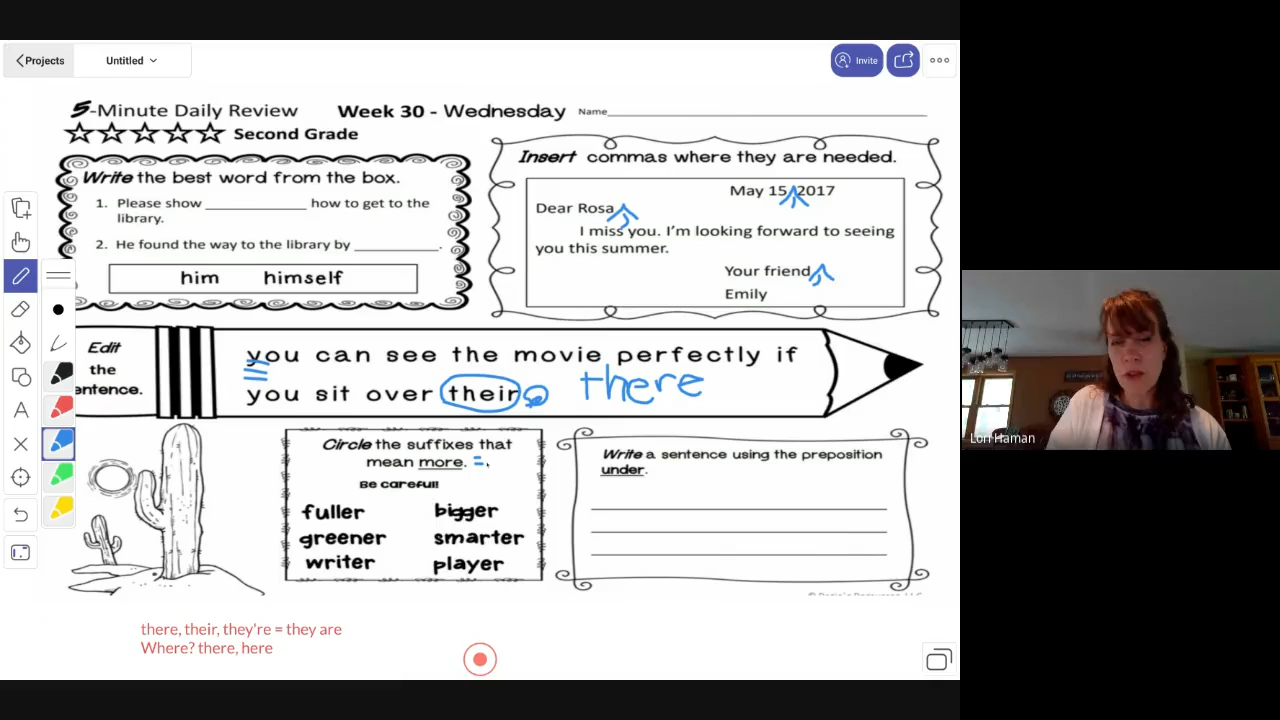 Projects
Untitled
Invite
5-Minute Daily Review Week 30 - Wednesday Name
Second Grade
Write the best word from the box.
1. Please show ____________ how to get to the
library.
2. He found the way to the library by __________.
him himself
Insert commas where they are needed.
May 15, 2017
Dear Rosa,
I miss you. I'm looking forward to seeing
you this summer.
Your friend,
Emily
Edit
the
entence.
you can see the movie perfectly if
you sit over their. there
Circle the suffixes that
mean more. =
Be careful!
fuller bigger
greener smarter
writer player
Write a sentence using the preposition
under.
there, their, they're = they are
Where? there, here
Lori Haman